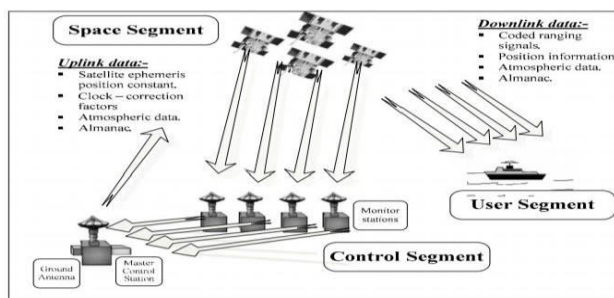 Space Segment
Uplink data:-
Satellite ephemeris
position constant.
Clock – correction
factors
Atmospheric data.
Almanac.
Downlink data:-
Coded ranging
signals.
Position information
Atmospheric data.
Almanac.
User Segment
Monitor
stations
Control Segment
Ground
Antenna
Master
Control
Station